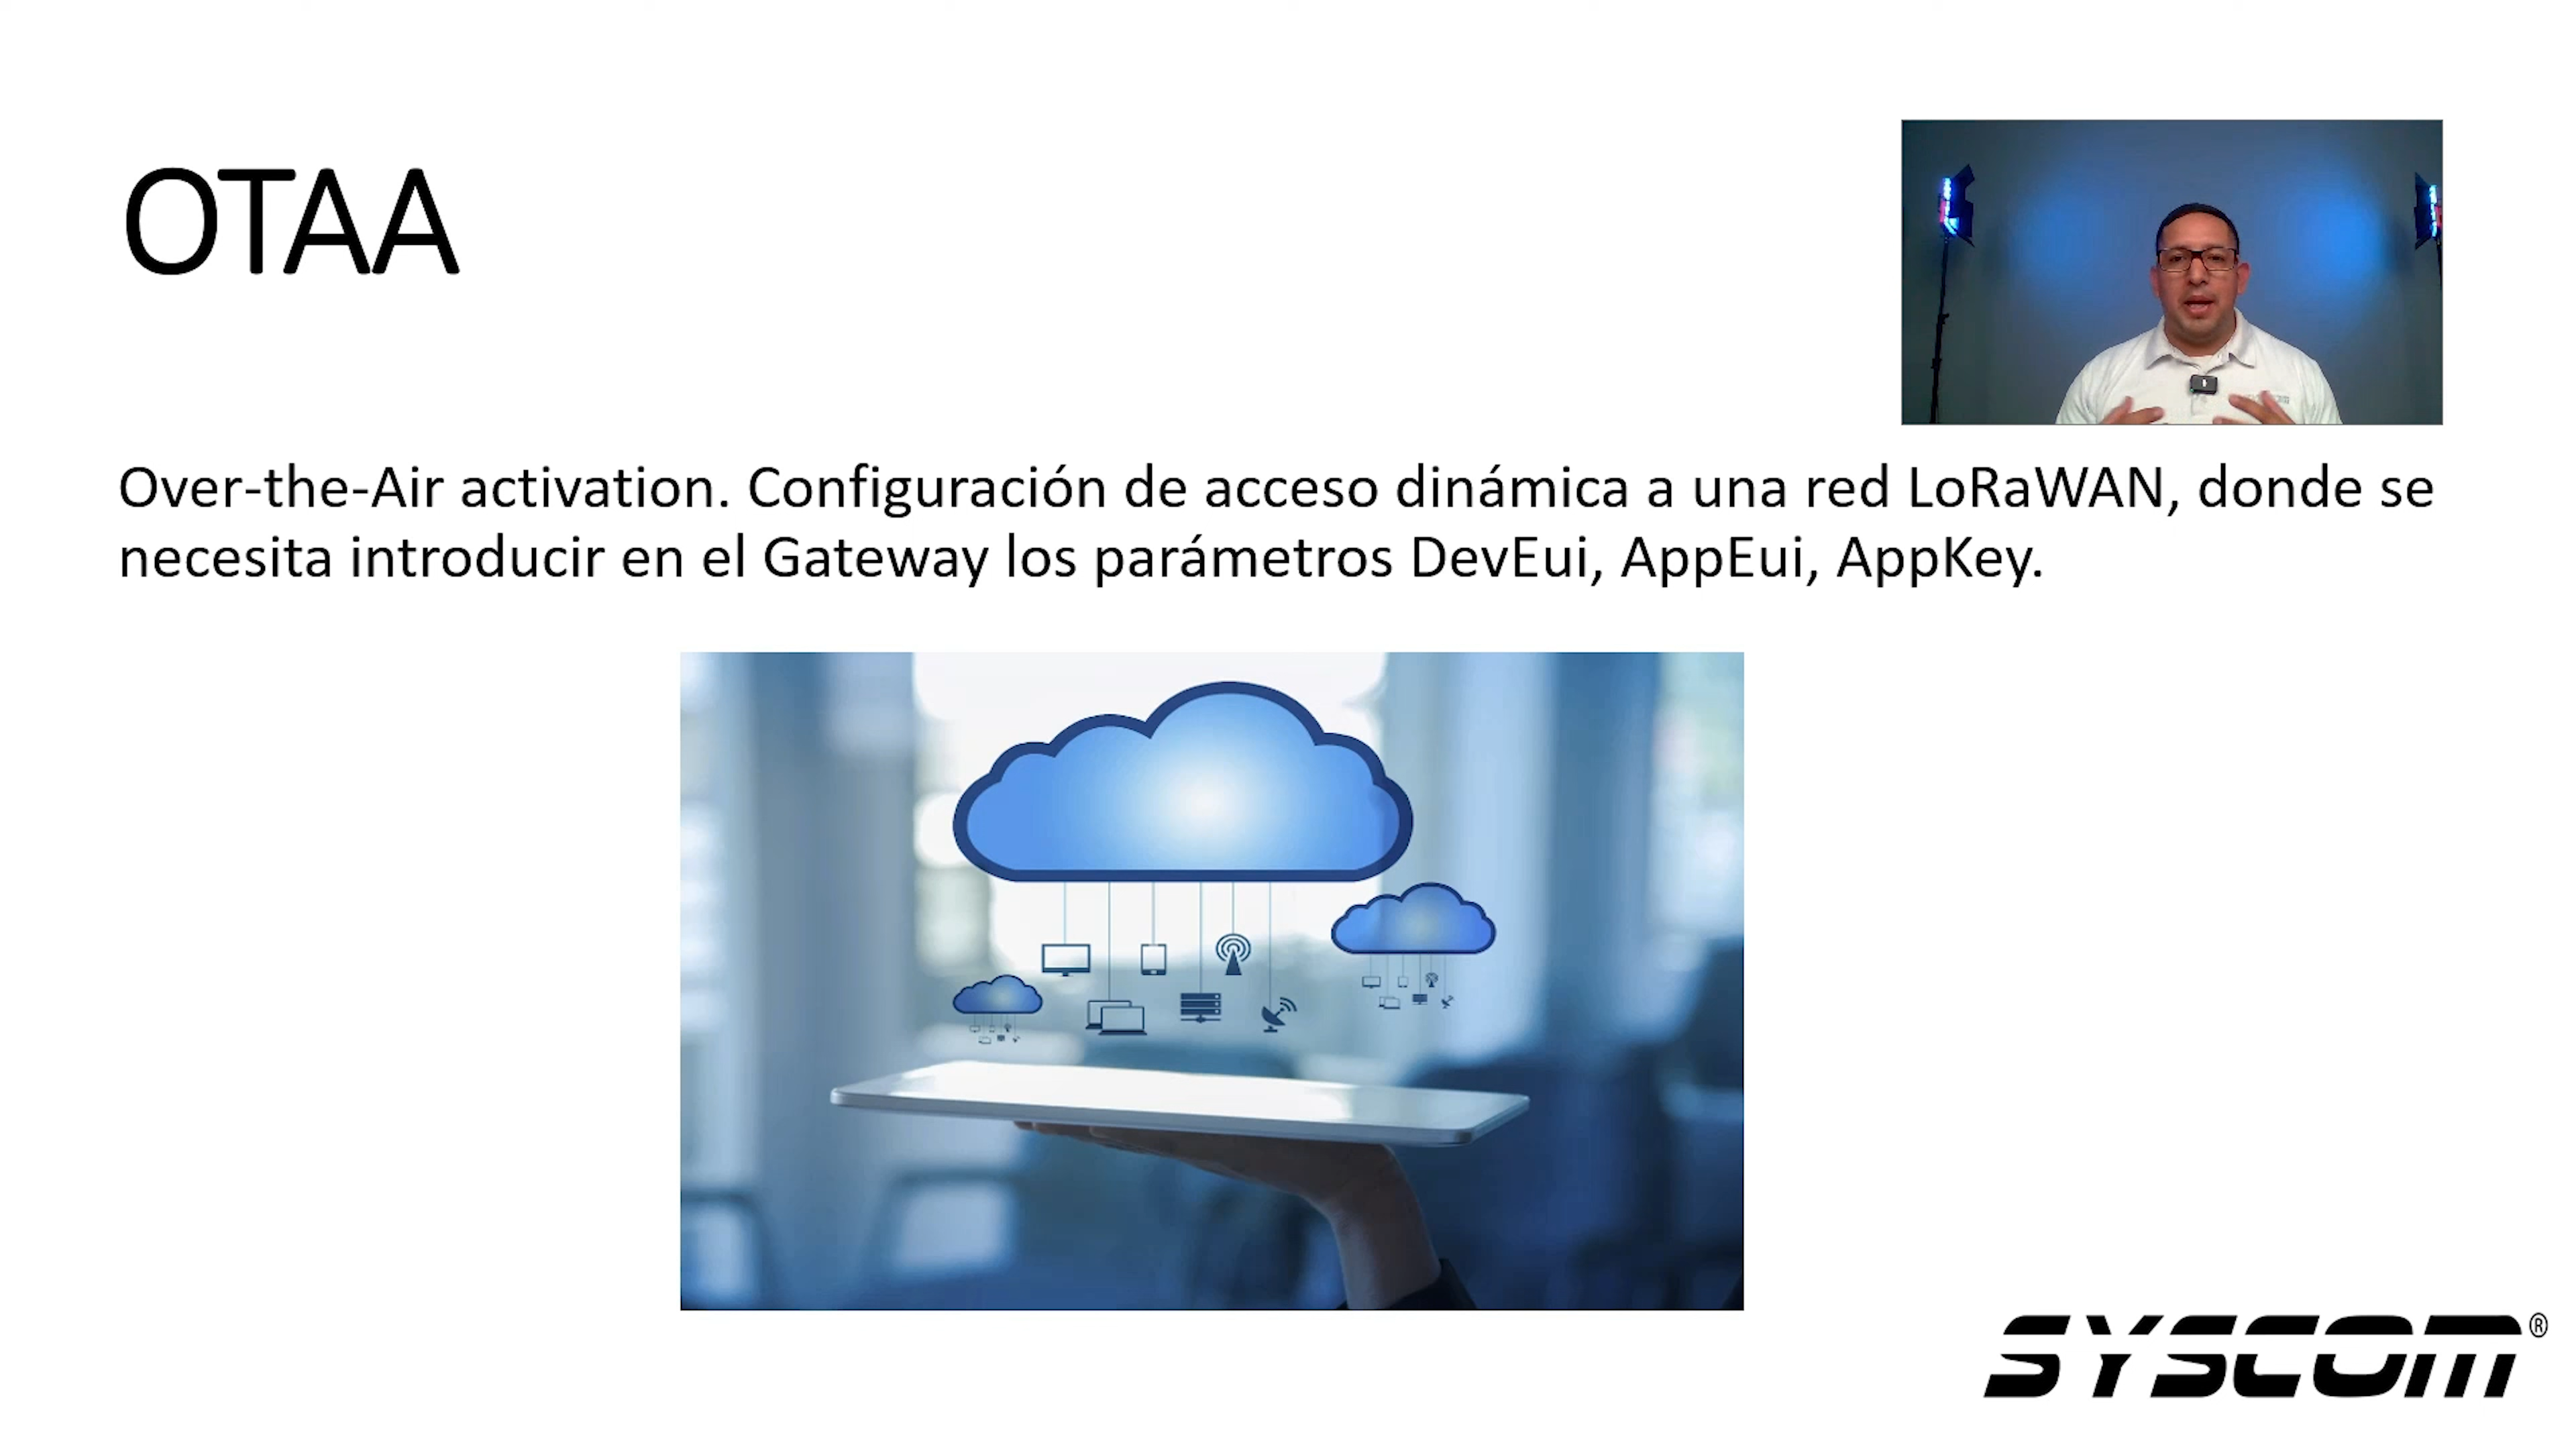 OTAA
Over-the-Air activation. Configuración de acceso dinámica a una red LoRaWAN, donde se
necesita introducir en el Gateway los parámetros DevEui, AppEui, AppKey.
SYSCOM®